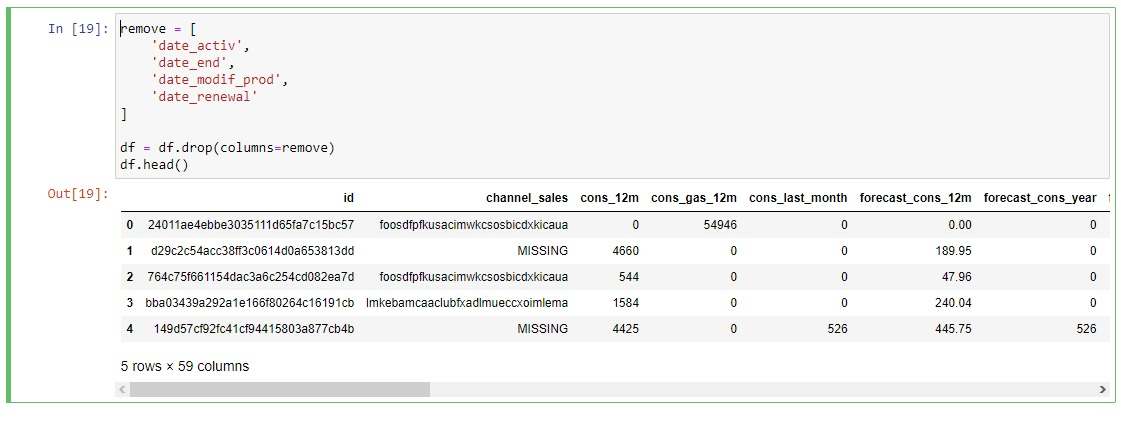 In [19]: remove = [
    'date_activ',
    'date_end',
    'date_modif_prod',
    'date_renewal'
]
df = df.drop(columns=remove)
df.head()
Out[19]:
id channel_sales cons_12m cons_gas_12m cons_last_month forecast_cons_12m forecast_cons_year
0 24011ae4ebbe3035111d65fa7c15bc57 foosdfpfkusacimwkcsosbicdxkicaua 0 54946 0 0.00 0
1 d29c2c54acc38ff3c0614d0a653813dd MISSING 4660 0 0 189.95 0
2 764c75f661154dac3a6c254cd082ea7d foosdfpfkusacimwkcsosbicdxkicaua 544 0 0 47.96 0
3 bba03439a292a1e166f80264c16191cb lmkebamcaaclubfxadlmueccxoimlema 1584 0 0 240.04 0
4 149d57cf92fc41cf94415803a877cb4b MISSING 4425 0 526 445.75 526
5 rows × 59 columns